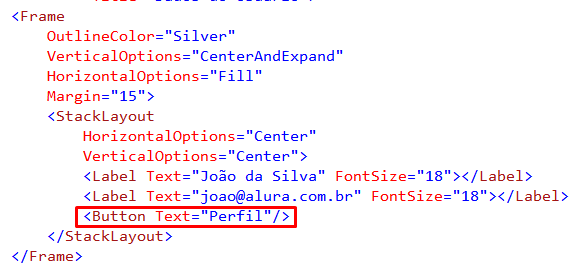 <Frame
OutlineColor="Silver"
VerticalOptions="CenterAndExpand"
HorizontalOptions="Fill"
Margin="15">
<StackLayout
HorizontalOptions="Center"
VerticalOptions="Center">
<Label Text="João da Silva" FontSize="18"></Label>
<Label Text="joao@alura.com.br" FontSize="18"></Label>
<Button Text="Perfil"/>
</StackLayout>
</Frame>